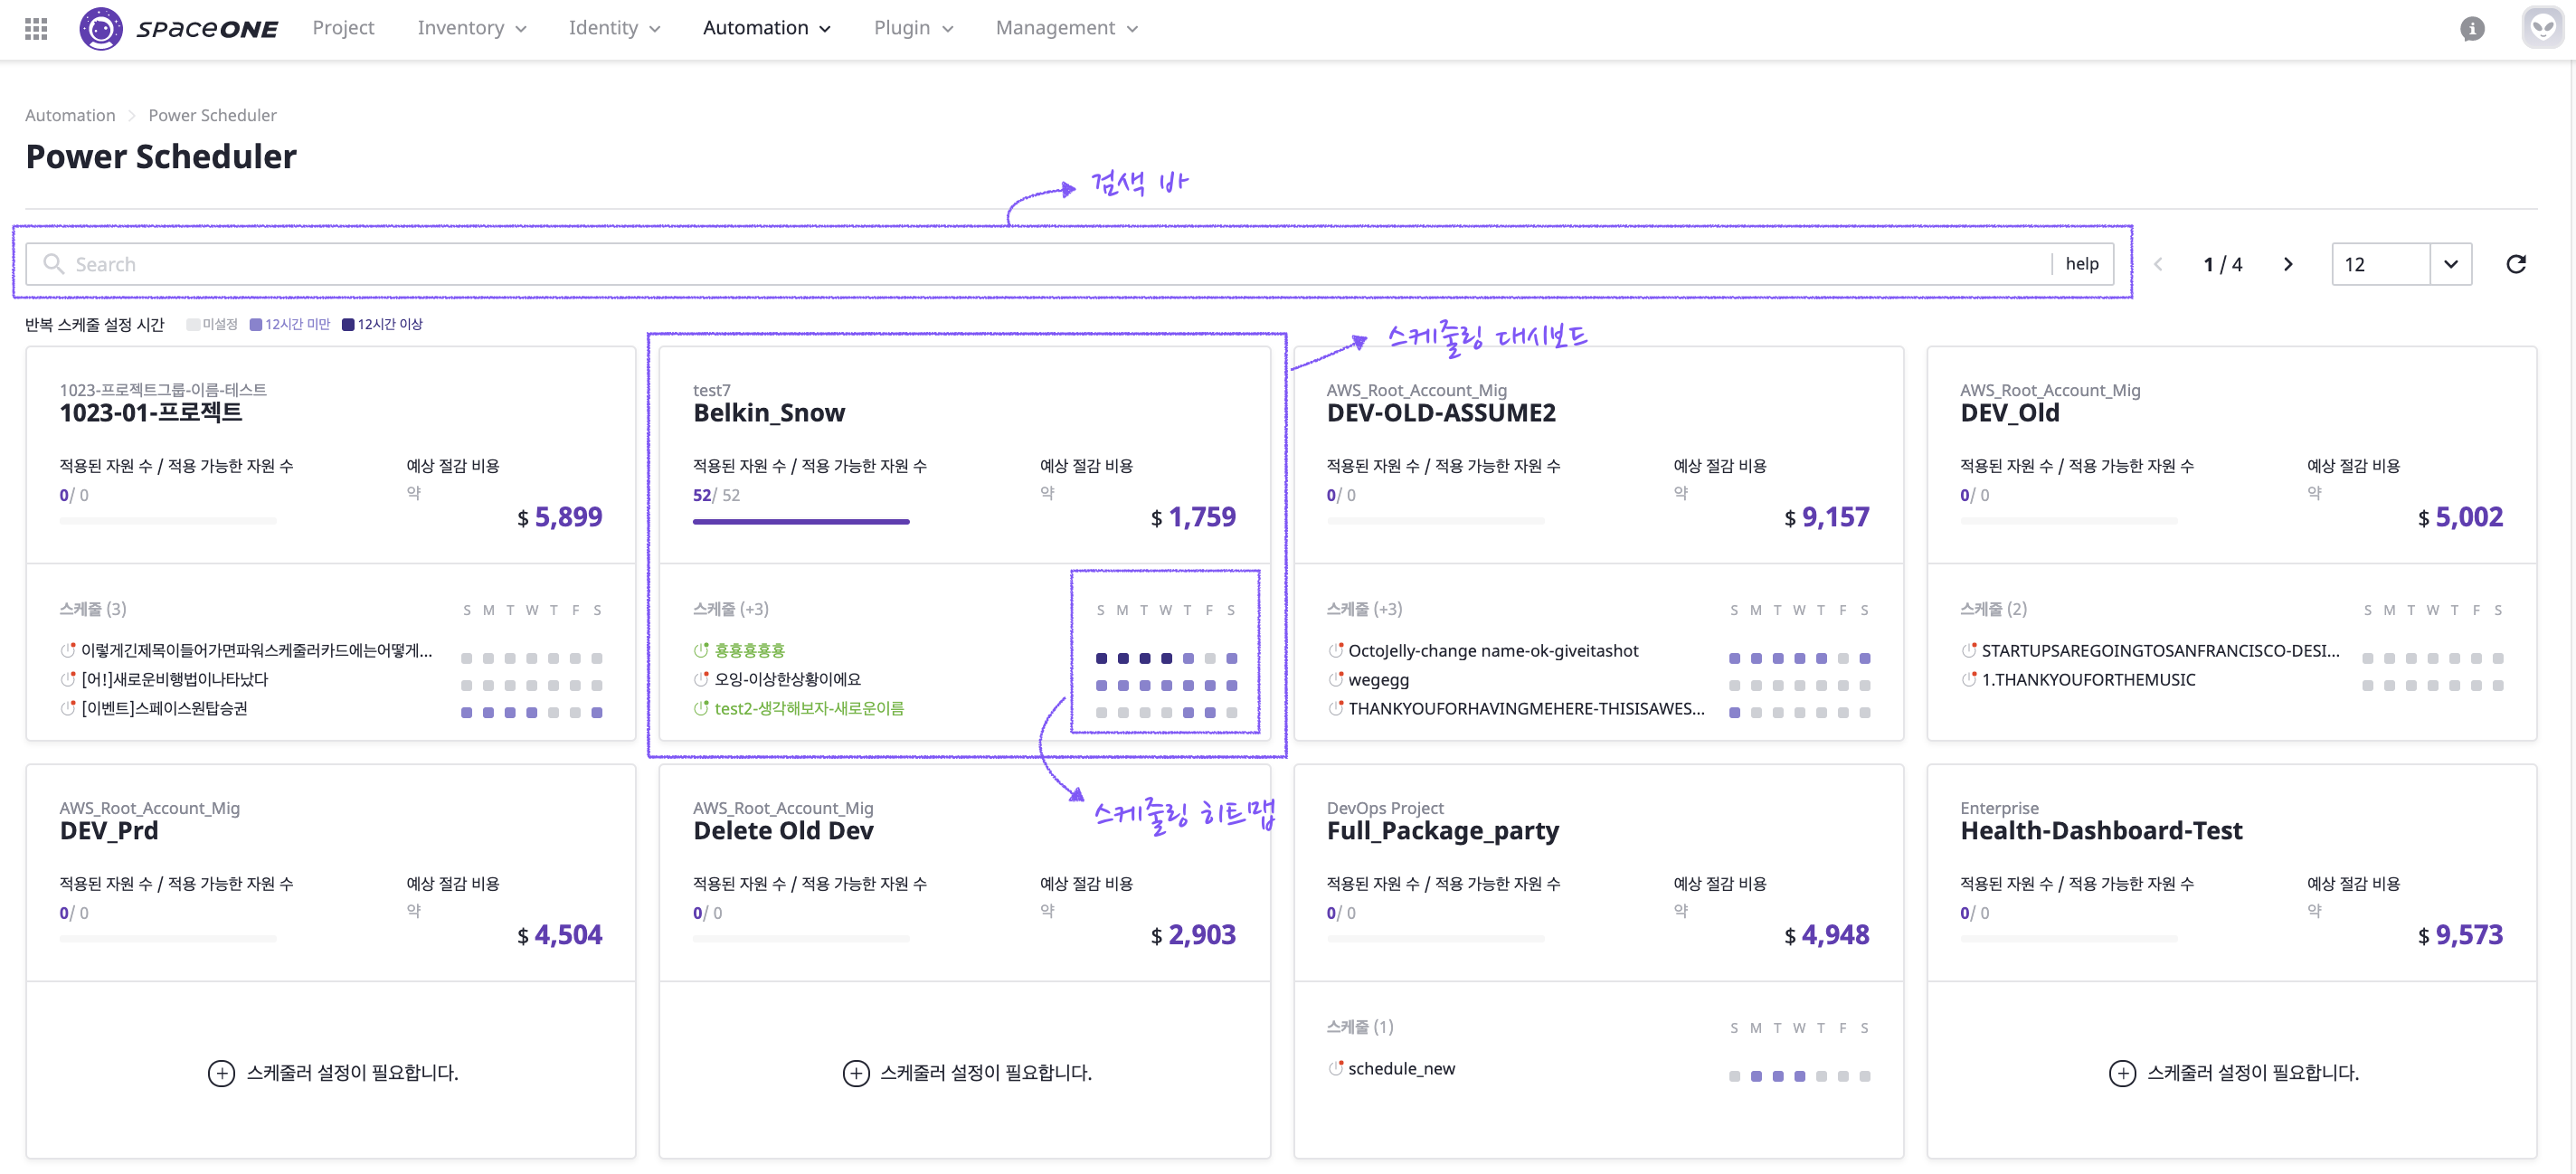 spaceONE Project Inventory Identity Automation Plugin Management
Automation > Power Scheduler
Power Scheduler
검색 바
Search help 1 / 4 12
반복 스케줄 설정 시간 미설정 12시간 미만 12시간 이상
스케줄링 대시보드
1023-프로젝트그룹-이름-테스트
1023-01-프로젝트
적용된 자원 수 / 적용 가능한 자원 수 예상 절감 비용
0/ 0 약
$ 5,899
스케줄 (3) S M T W T F S
이렇게긴제목이들어가면파워스케줄러카드에는어떻게...
[어!]새로운비행법이나타났다
[이벤트]스페이스원탑승권
test7
Belkin_Snow
적용된 자원 수 / 적용 가능한 자원 수 예상 절감 비용
52/ 52 약
$ 1,759
스케줄 (+3) S M T W T F S
홍홍홍홍홍
오잉-이상한상황이에요
test2-생각해보자-새로운이름
스케줄링 히트맵
AWS_Root_Account_Mig
DEV-OLD-ASSUME2
적용된 자원 수 / 적용 가능한 자원 수 예상 절감 비용
0/ 0 약
$ 9,157
스케줄 (+3) S M T W T F S
OctoJelly-change name-ok-giveitashot
wegegg
THANKYOUFORHAVINGMEHERE-THISISAWES...
AWS_Root_Account_Mig
DEV_Old
적용된 자원 수 / 적용 가능한 자원 수 예상 절감 비용
0/ 0 약
$ 5,002
스케줄 (2) S M T W T F S
STARTUPSAREGOINGTOSANFRANCISCO-DESI...
1.THANKYOUFORTHEMUSIC
AWS_Root_Account_Mig
DEV_Prd
적용된 자원 수 / 적용 가능한 자원 수 예상 절감 비용
0/ 0 약
$ 4,504
스케줄러 설정이 필요합니다.
AWS_Root_Account_Mig
Delete Old Dev
적용된 자원 수 / 적용 가능한 자원 수 예상 절감 비용
0/ 0 약
$ 2,903
스케줄러 설정이 필요합니다.
DevOps Project
Full_Package_party
적용된 자원 수 / 적용 가능한 자원 수 예상 절감 비용
0/ 0 약
$ 4,948
스케줄 (1) S M T W T F S
schedule_new
Enterprise
Health-Dashboard-Test
적용된 자원 수 / 적용 가능한 자원 수 예상 절감 비용
0/ 0 약
$ 9,573
스케줄러 설정이 필요합니다.